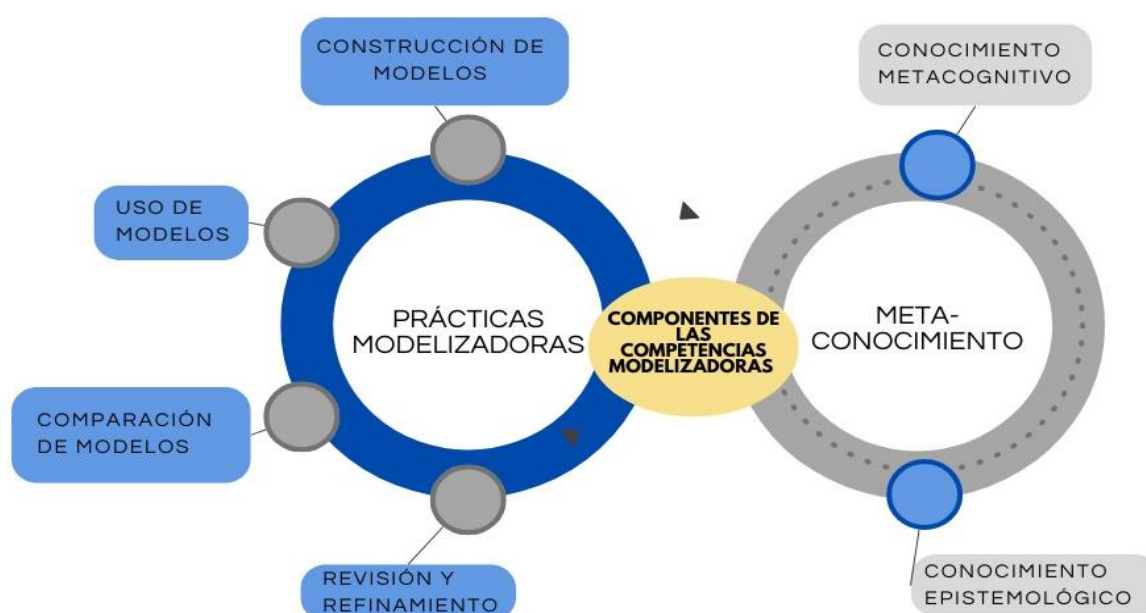 CONSTRUCCIÓN DE
MODELOS
USO DE
MODELOS
COMPARACIÓN
DE MODELOS
REVISIÓN Y
REFINAMIENTO
PRÁCTICAS
MODELIZADORAS
COMPONENTES DE
LAS
COMPETENCIAS
MODELIZADORAS
META-
CONOCIMIENTO
CONOCIMIENTO
METACOGNITIVO
CONOCIMIENTO
EPISTEMOLÓGICO